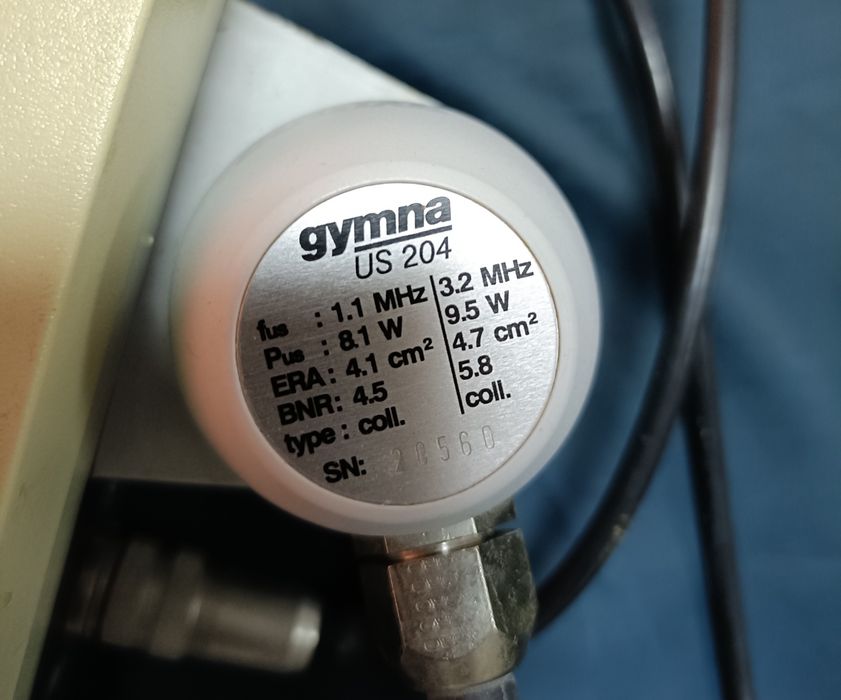 gymna
US 204
fus : 1.1 MHz | 3.2 MHz
Pus : 8.1 W | 9.5 W
ERA : 4.1 cm² | 4.7 cm²
BNR : 4.5 | 5.8
type : coll. | coll.
SN: 20560